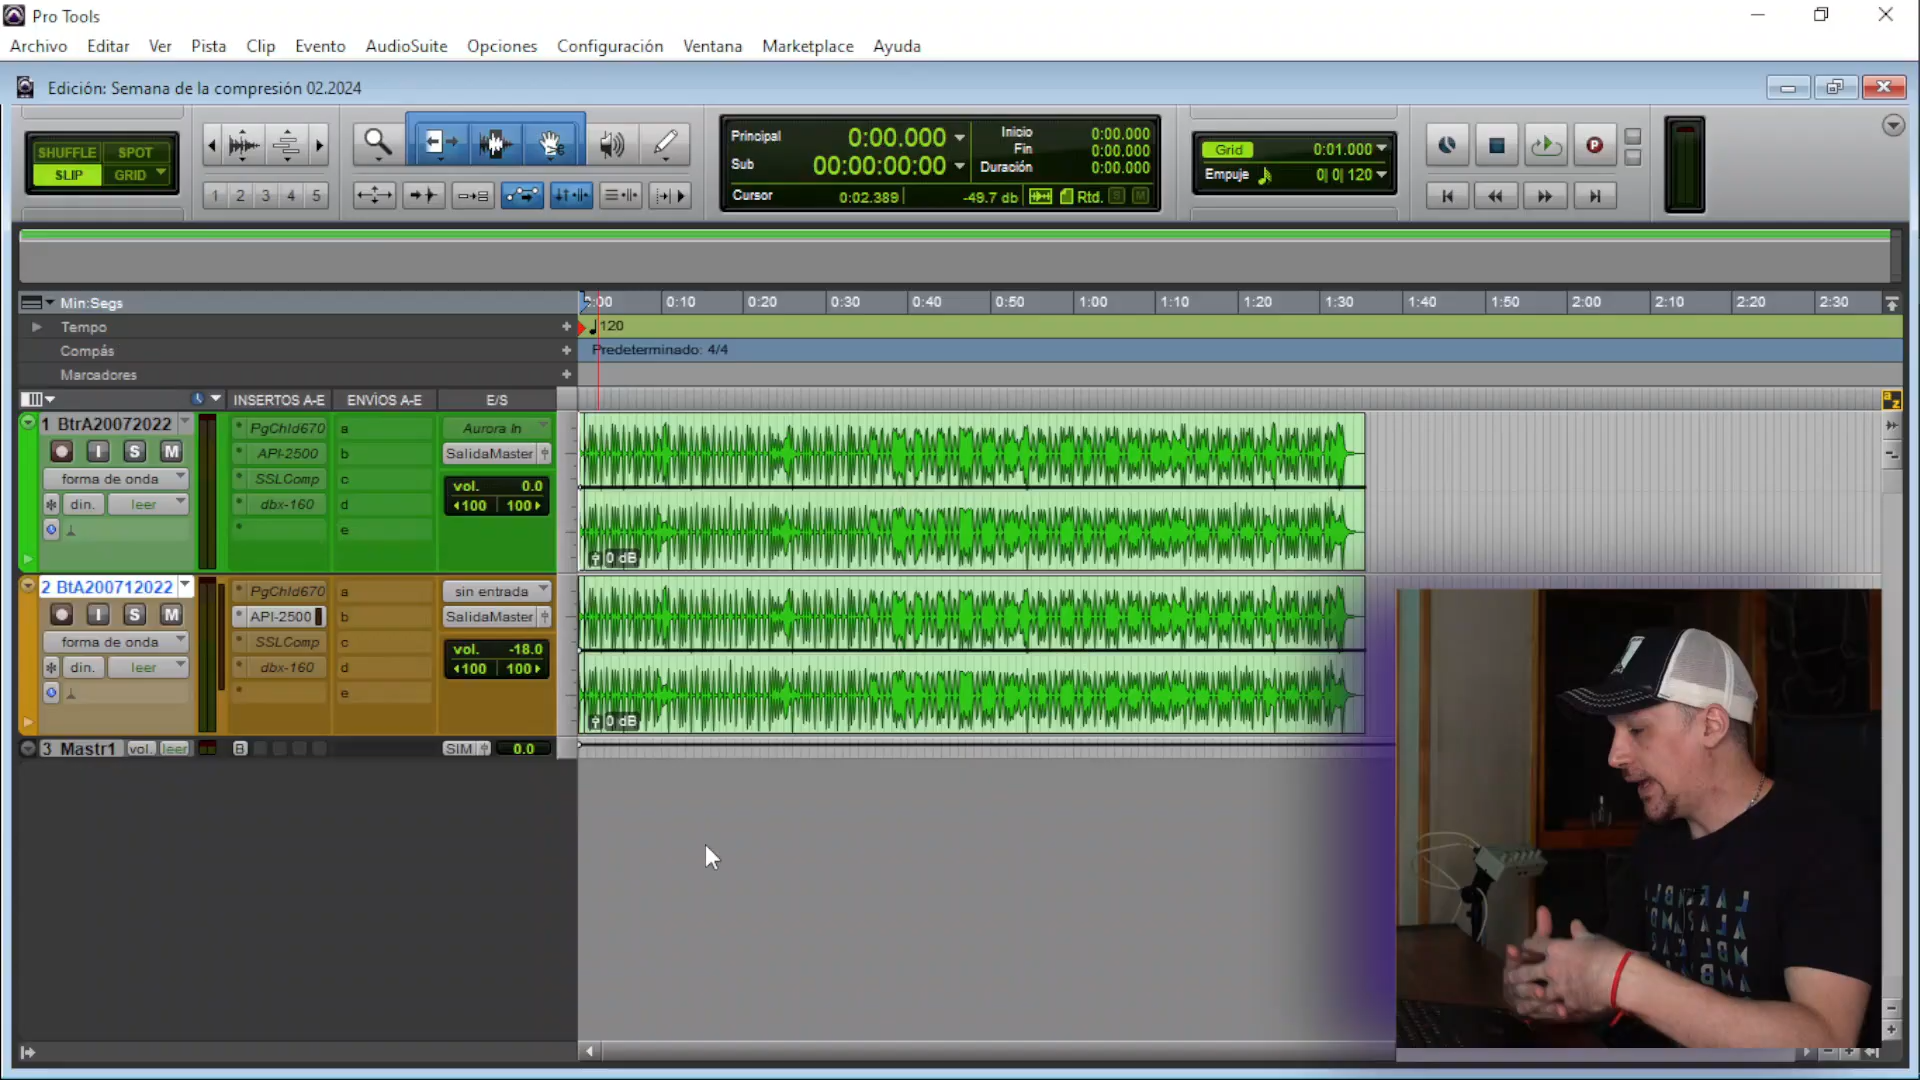 Pro Tools
Archivo Editar Ver Pista Clip Evento AudioSuite Opciones Configuración Ventana Marketplace Ayuda
Edición: Semana de la compresión 02.2024
SHUFFLE SPOT
SLIP GRID
1 2 3 4 5
Principal 0:00.000
Sub 00:00:00:00
Inicio 0:00.000
Fin 0:00.000
Duración 0:00.000
Cursor 0:02.389 -49.7 db Rtd. S M
Grid 0:01.000
Empuje 0| 0| 120
Min:Segs 0:00 0:10 0:20 0:30 0:40 0:50 1:00 1:10 1:20 1:30 1:40 1:50 2:00 2:10 2:20 2:30
Tempo 120
Compás Predeterminado: 4/4
Marcadores
INSERTOS A-E ENVÍOS A-E E/S
1 BtrA20072022 PgChld670 a Aurora In
I S M API-2500 b SalidaMaster
forma de onda SSLComp c vol. 0.0
din. leer dbx-160 d 100 100
e
0 dB
2 BtA200712022 PgChld670 a sin entrada
I S M API-2500 b SalidaMaster
forma de onda SSLComp c vol. -18.0
din. leer dbx-160 d 100 100
e
0 dB
3 Mastr1 vol. leer B SIM 0.0